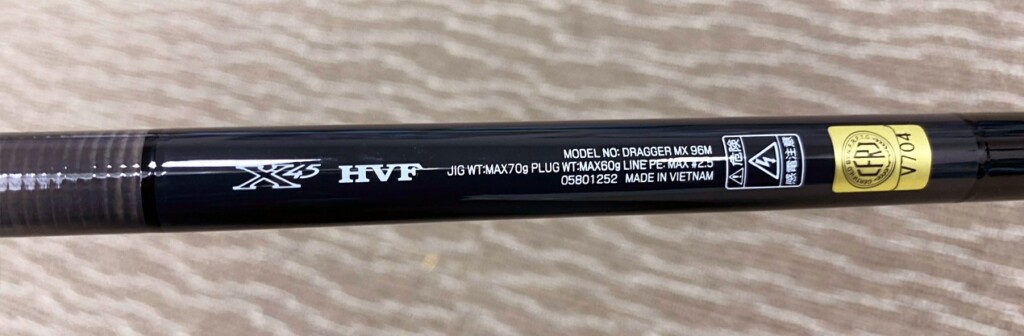 X45 HVF
MODEL NO: DRAGGER MX 96M
JIG WT:MAX70g PLUG WT:MAX60g LINE PE-MAX #2.5
05801252 MADE IN VIETNAM
危険
感電注意
CFRJ
V704